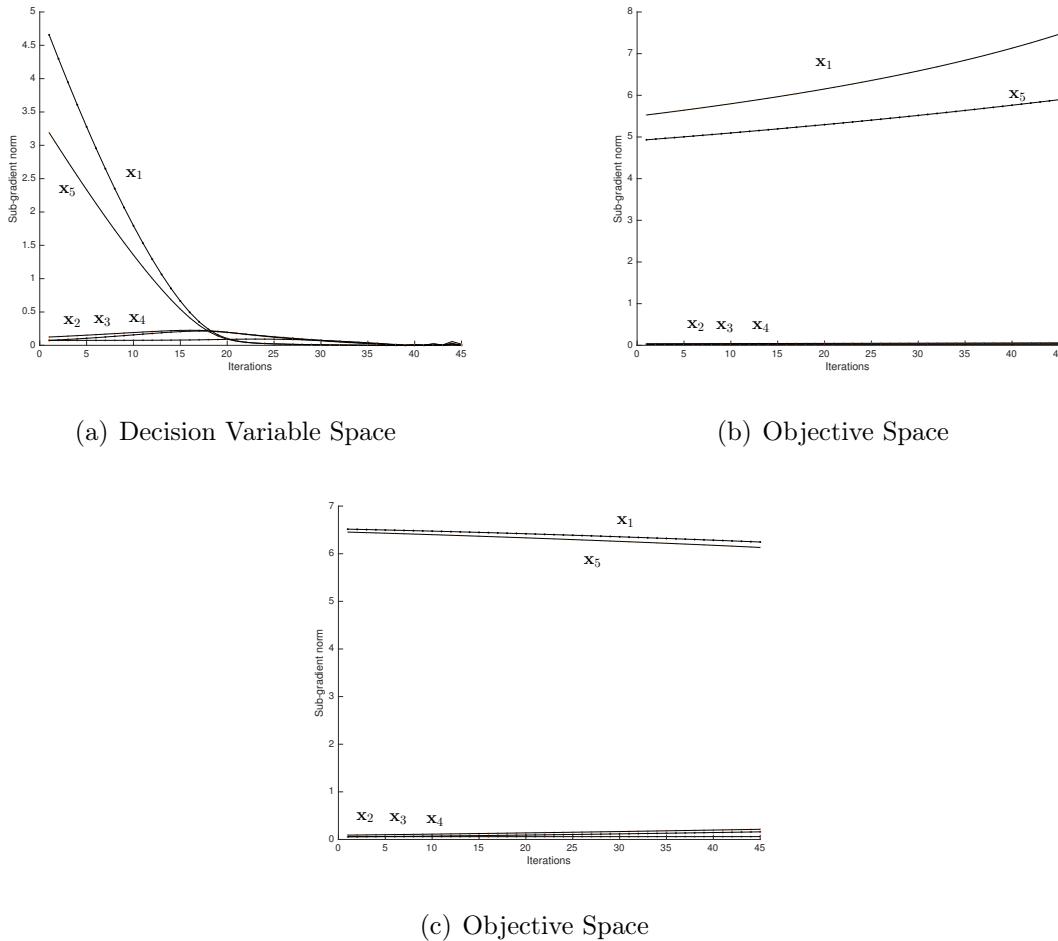 5
4.5
4
3.5
3
2.5
2
1.5
1
0.5
0
Sub-gradient norm
x1
x5
x2 x3 x4
0 5 10 15 20 25 30 35 40 45
Iterations
(a) Decision Variable Space
8
7
6
5
4
3
2
1
0
Sub-gradient norm
x1
x5
x2 x3 x4
0 5 10 15 20 25 30 35 40
Iterations
(b) Objective Space
7
6
5
4
3
2
1
0
Sub-gradient norm
x1
x5
x2 x3 x4
0 5 10 15 20 25 30 35 40 45
Iterations
(c) Objective Space